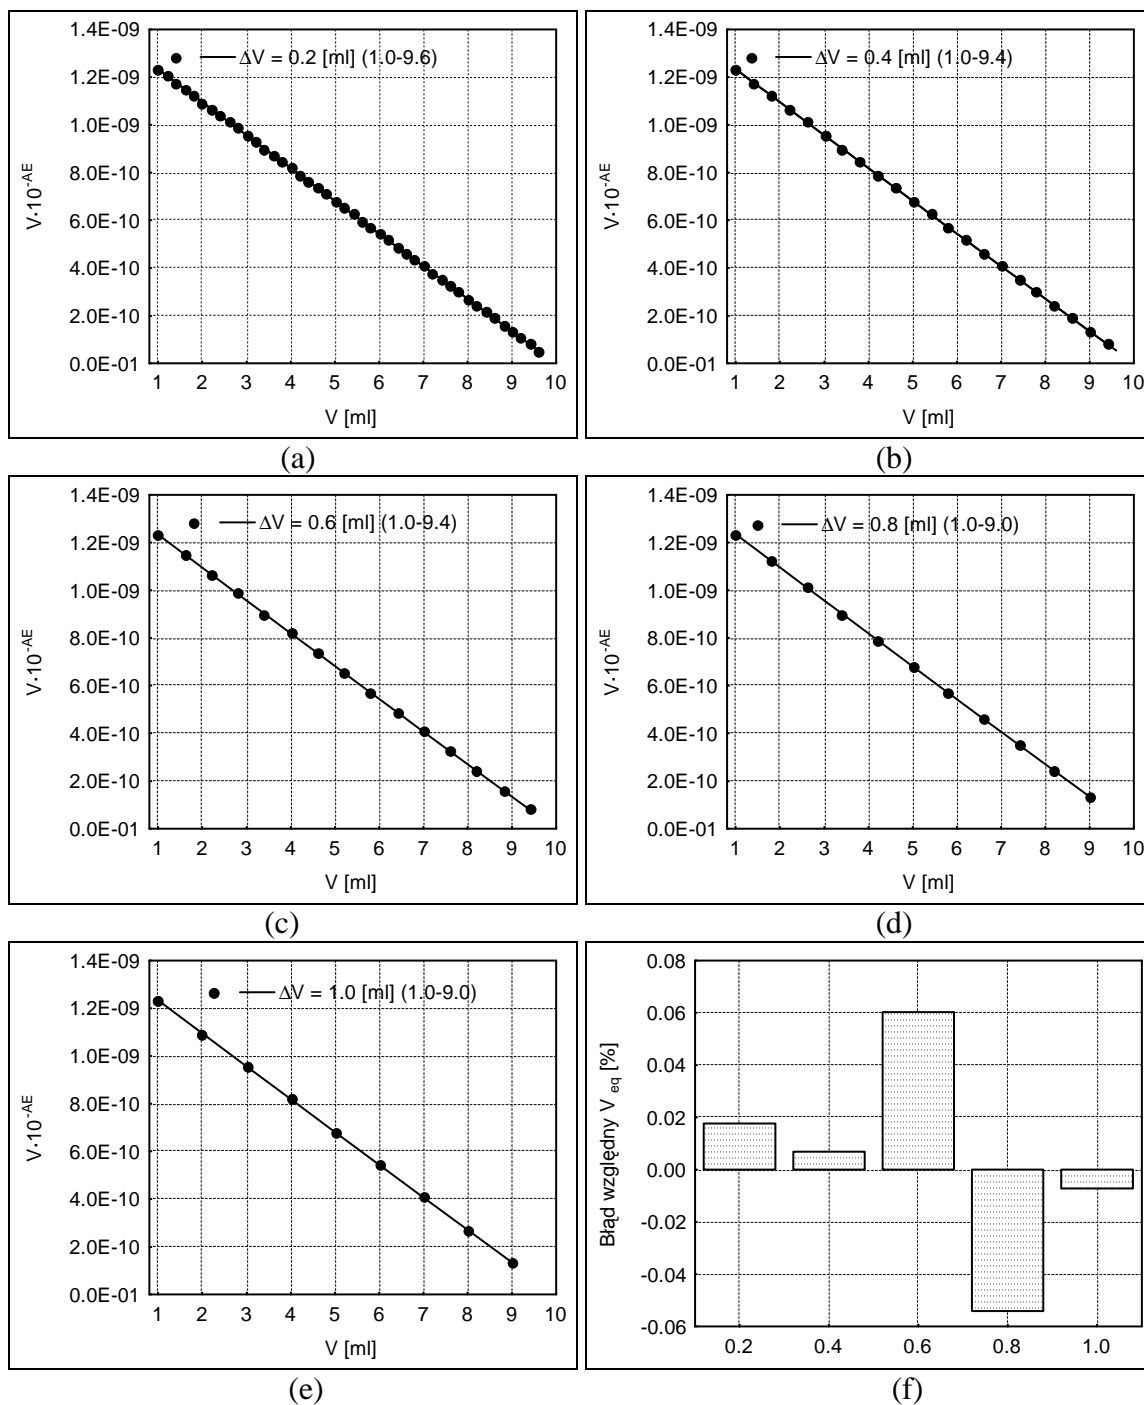 1.4E-09
1.2E-09
1.0E-09
8.0E-10
6.0E-10
4.0E-10
2.0E-10
0.0E-01
V·10^-AE
ΔV = 0.2 [ml] (1.0-9.6)
1 2 3 4 5 6 7 8 9 10
V [ml]
(a)
1.4E-09
1.2E-09
1.0E-09
8.0E-10
6.0E-10
4.0E-10
2.0E-10
0.0E-01
V·10^-AE
ΔV = 0.4 [ml] (1.0-9.4)
1 2 3 4 5 6 7 8 9 10
V [ml]
(b)
1.4E-09
1.2E-09
1.0E-09
8.0E-10
6.0E-10
4.0E-10
2.0E-10
0.0E-01
V·10^-AE
ΔV = 0.6 [ml] (1.0-9.4)
1 2 3 4 5 6 7 8 9 10
V [ml]
(c)
1.4E-09
1.2E-09
1.0E-09
8.0E-10
6.0E-10
4.0E-10
2.0E-10
0.0E-01
V·10^-AE
ΔV = 0.8 [ml] (1.0-9.0)
1 2 3 4 5 6 7 8 9 10
V [ml]
(d)
1.4E-09
1.2E-09
1.0E-09
8.0E-10
6.0E-10
4.0E-10
2.0E-10
0.0E-01
V·10^-AE
ΔV = 1.0 [ml] (1.0-9.0)
1 2 3 4 5 6 7 8 9 10
V [ml]
(e)
0.08
0.06
0.04
0.02
0.00
-0.02
-0.04
-0.06
Błąd względny V eq [%]
0.2 0.4 0.6 0.8 1.0
(f)